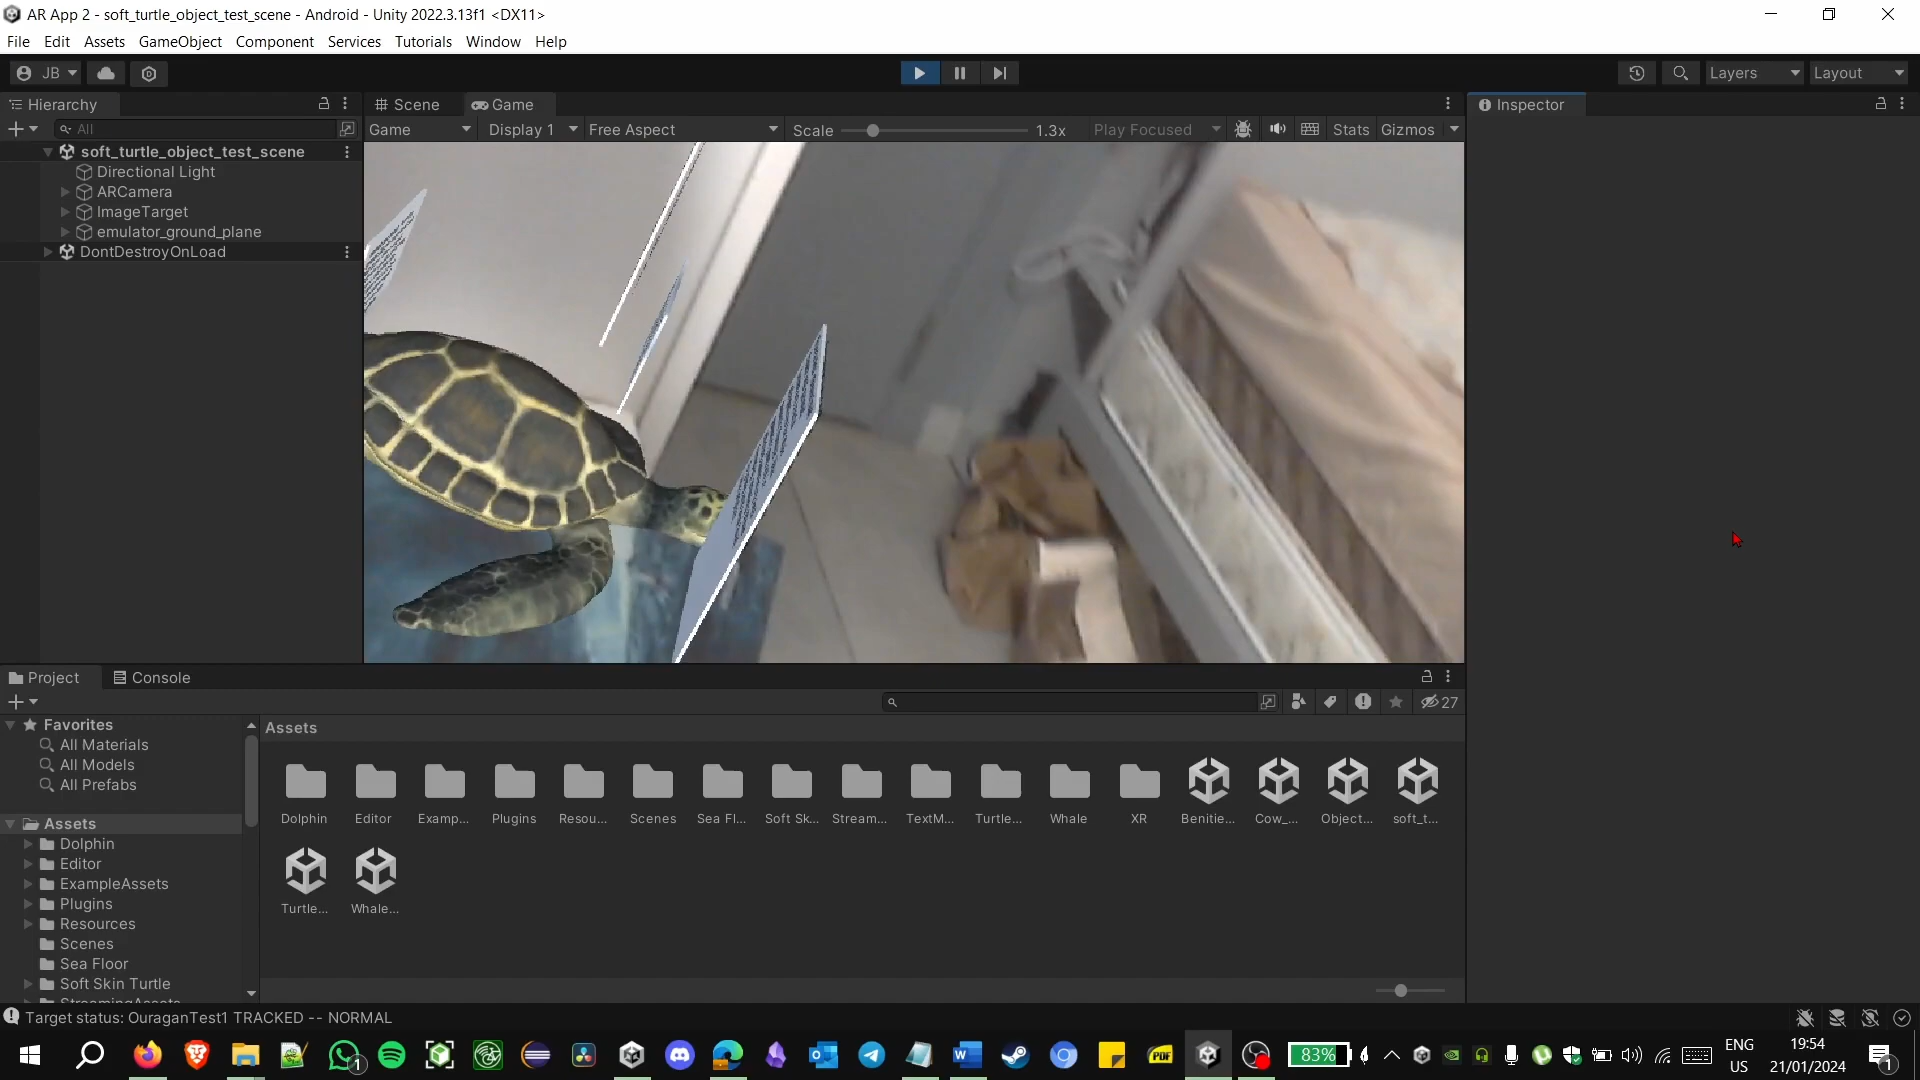 AR App 2 - soft_turtle_object_test_scene - Android - Unity 2022.3.13f1 <DX11>
File Edit Assets GameObject Component Services Tutorials Window Help
JB Layers Layout
Hierarchy Scene Game Inspector
All Game Display 1 Free Aspect Scale 1.3x Play Focused Stats Gizmos
soft_turtle_object_test_scene
Directional Light
ARCamera
ImageTarget
emulator_ground_plane
DontDestroyOnLoad
Project Console
27
Favorites
All Materials
All Models
All Prefabs
Assets
Dolphin
Editor
ExampleAssets
Plugins
Resources
Scenes
Sea Floor
Soft Skin Turtle
StreamingAssets
Assets
Dolphin Editor Examp... Plugins Resou... Scenes Sea Fl... Soft Sk... Stream... TextM... Turtle... Whale XR Benitie... Cow_... Object... soft_t...
Turtle... Whale...
Target status: OuraganTest1 TRACKED -- NORMAL
1 PDF 83% ENG US 19:54 21/01/2024 1